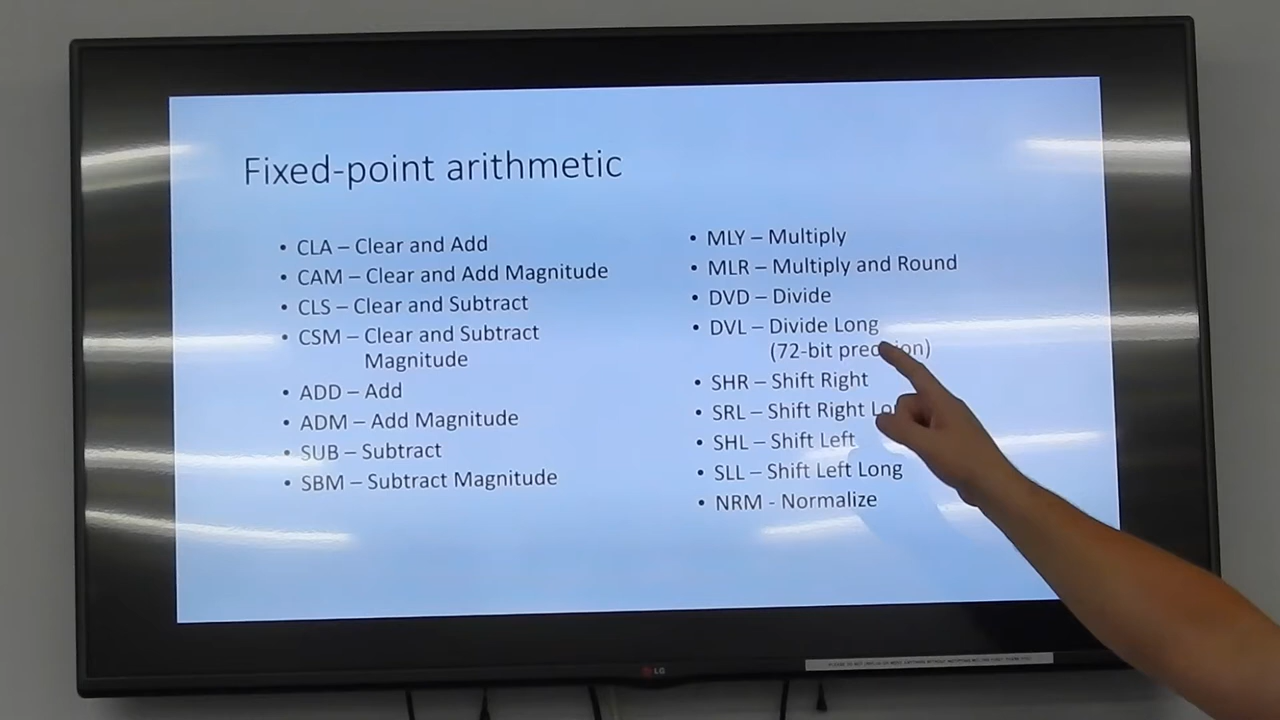 Fixed-point arithmetic
• CLA – Clear and Add
• CAM – Clear and Add Magnitude
• CLS – Clear and Subtract
• CSM – Clear and Subtract
Magnitude
• ADD – Add
• ADM – Add Magnitude
• SUB – Subtract
• SBM – Subtract Magnitude
• MLY – Multiply
• MLR – Multiply and Round
• DVD – Divide
• DVL – Divide Long
(72-bit precision)
• SHR – Shift Right
• SRL – Shift Right
• SHL – Shift Left
• SLL – Shift Left Long
• NRM - Normalize
LG